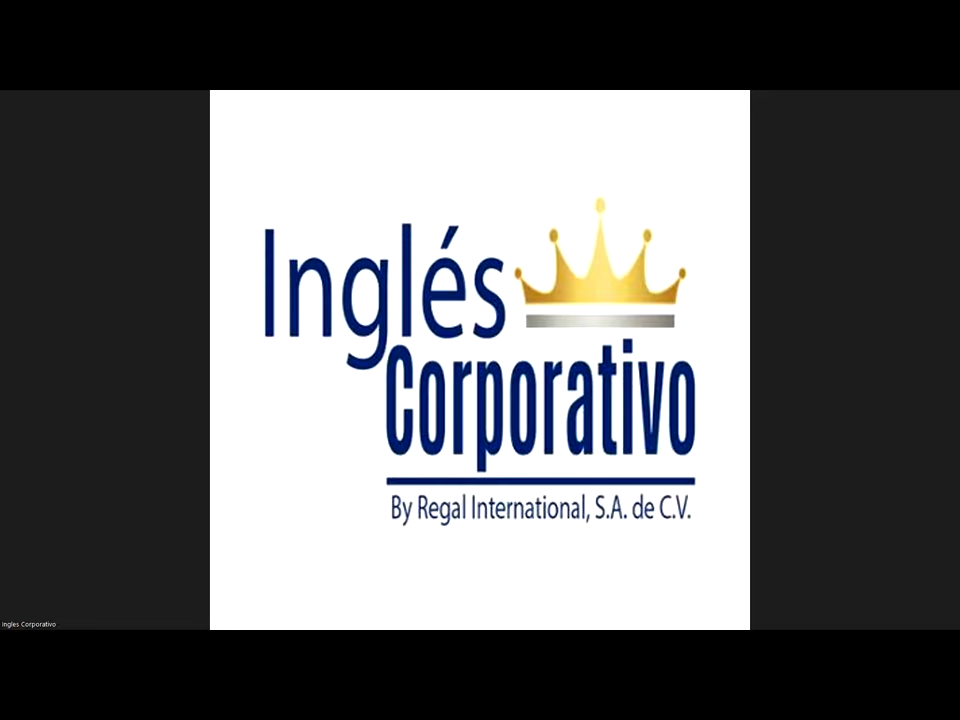 Inglés
Corporativo
By Regal International, S.A. de C.V.
Ingles Corporativo